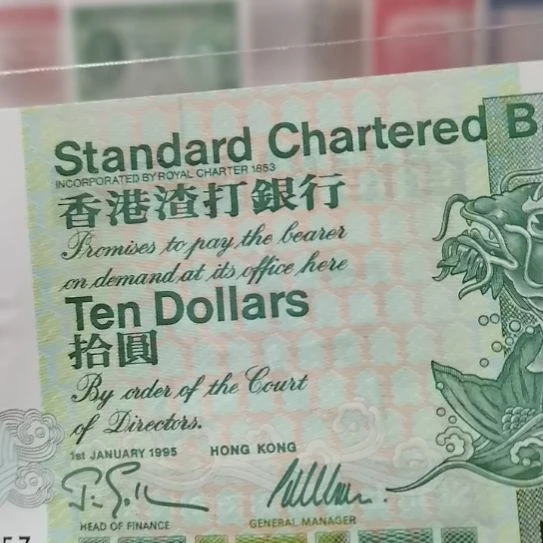 Standard Chartered B
INCORPORATED BY ROYAL CHARTER 1853
香港渣打銀行
Promises to pay the bearer
on demand at its office here
Ten Dollars
拾圓
By order of the Court
of Directors.
1st JANUARY 1995 HONG KONG
HEAD OF FINANCE GENERAL MANAGER
57